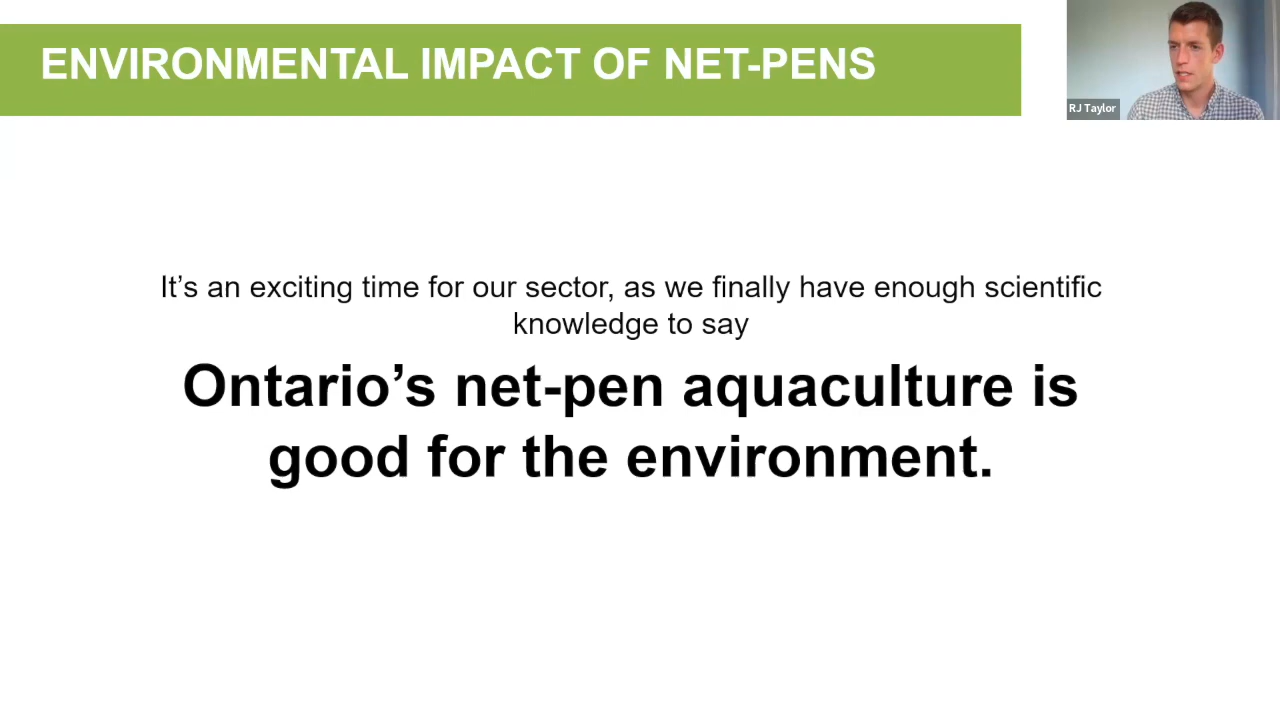 ENVIRONMENTAL IMPACT OF NET-PENS
RJ Taylor
It’s an exciting time for our sector, as we finally have enough scientific
knowledge to say
Ontario’s net-pen aquaculture is
good for the environment.